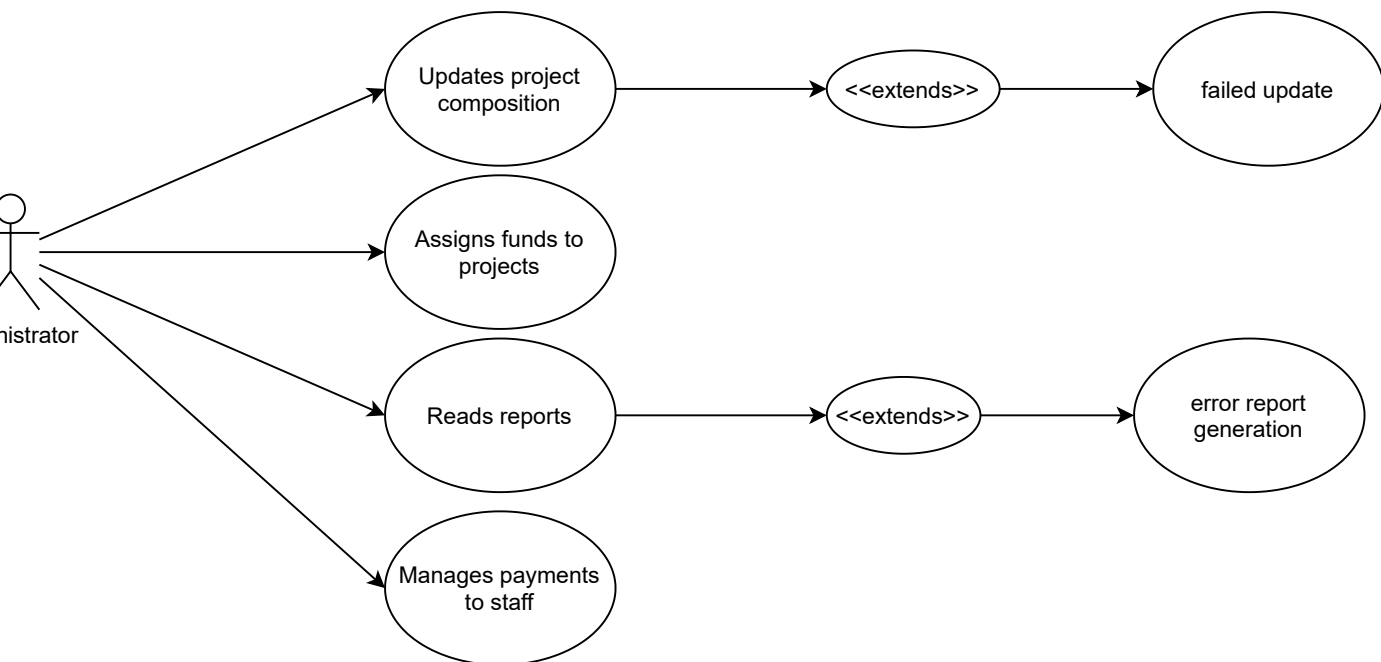 Updates project
composition
<<extends>>
failed update
Assigns funds to
projects
nistrator
Reads reports
<<extends>>
error report
generation
Manages payments
to staff